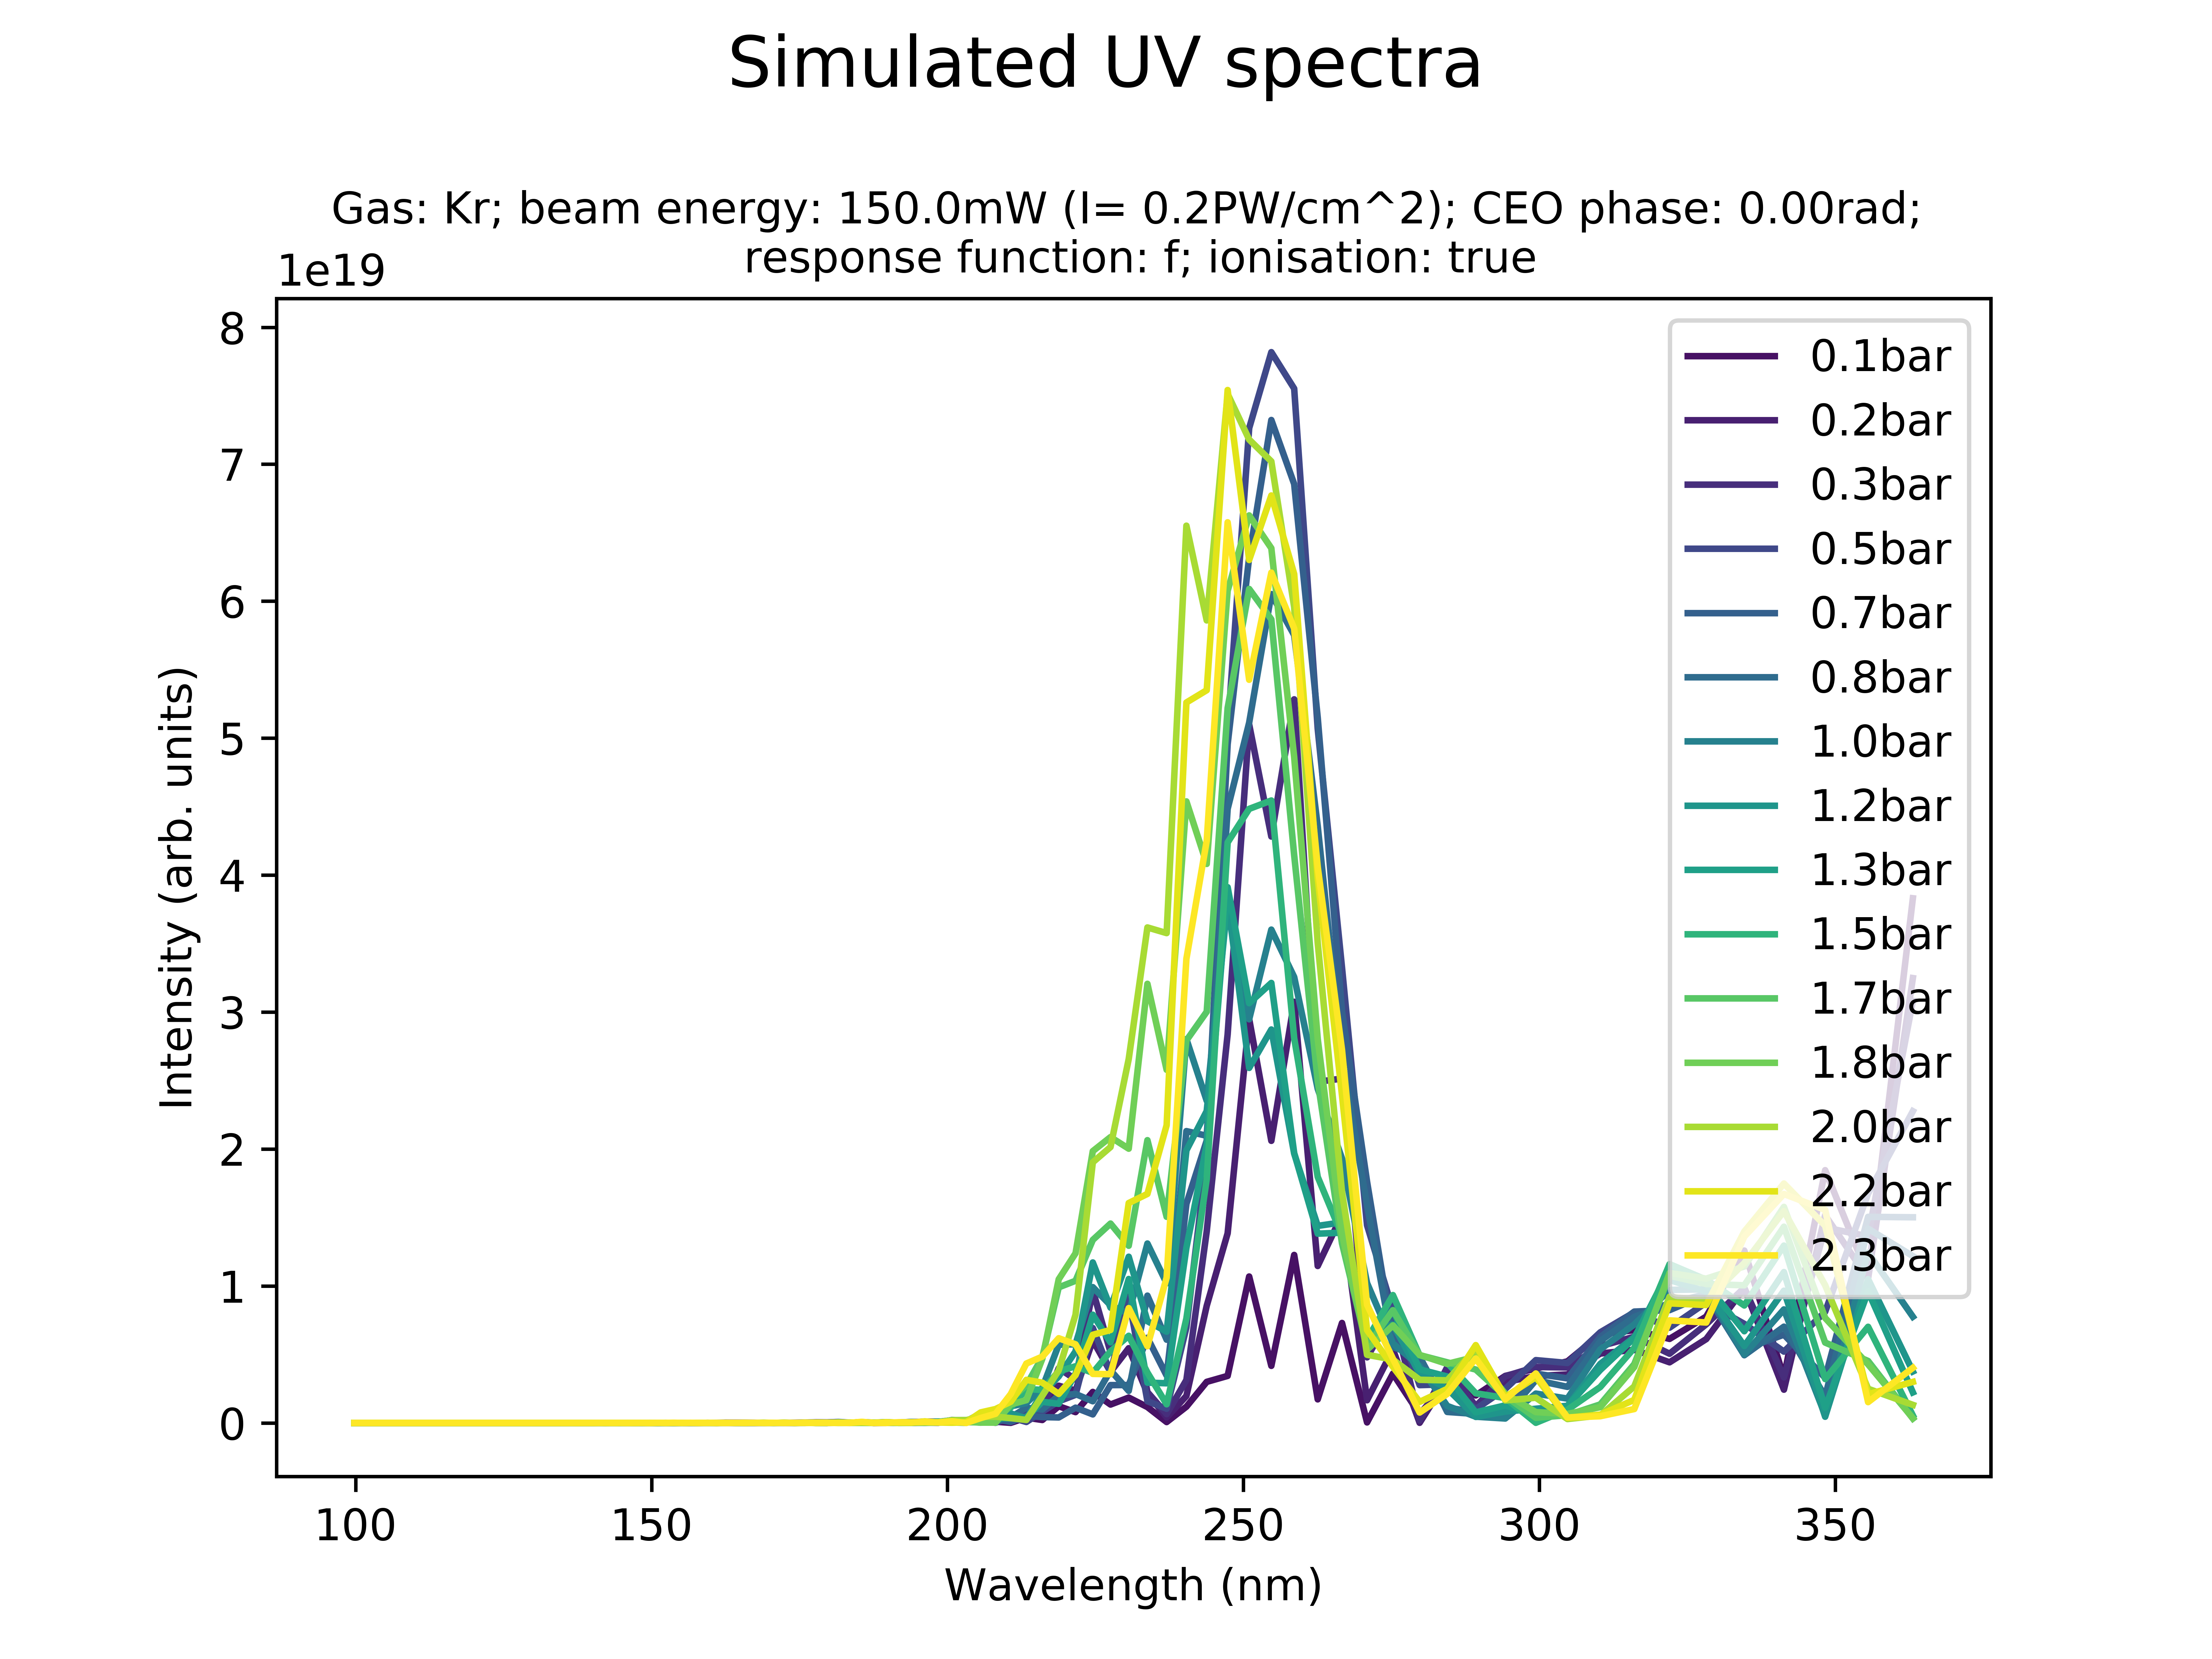 Simulated UV spectra
Gas: Kr; beam energy: 150.0mW (I= 0.2PW/cm^2); CEO phase: 0.00rad;
response function: f; ionisation: true
1e19
8
7
6
5
4
3
2
1
0
Intensity (arb. units)
0.1bar
0.2bar
0.3bar
0.5bar
0.7bar
0.8bar
1.0bar
1.2bar
1.3bar
1.5bar
1.7bar
1.8bar
2.0bar
2.2bar
2.3bar
100 150 200 250 300 350
Wavelength (nm)